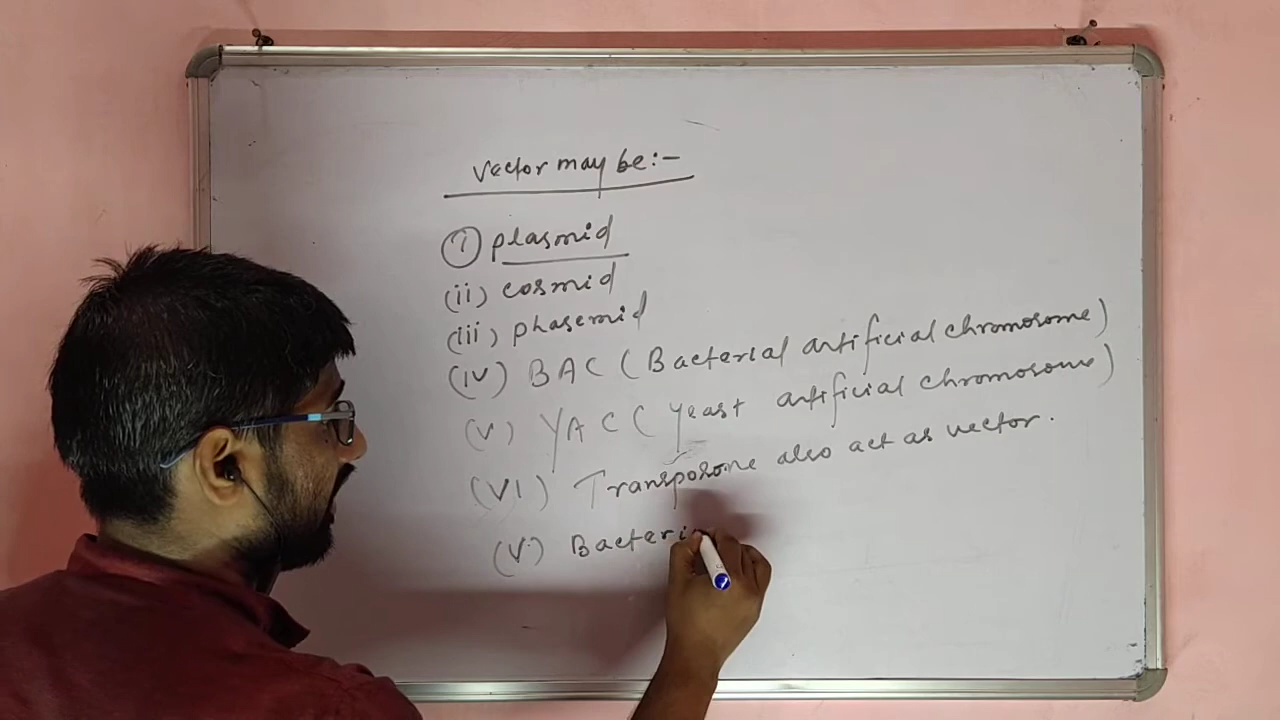 vector may be:-
(i) plasmid
(ii) cosmid
(iii) phasemid
(iv) BAC (Bacterial artificial chromosome)
(v) YAC (yeast artificial chromosome)
(VI) Transposone also act as vector.
(V) Bacteri